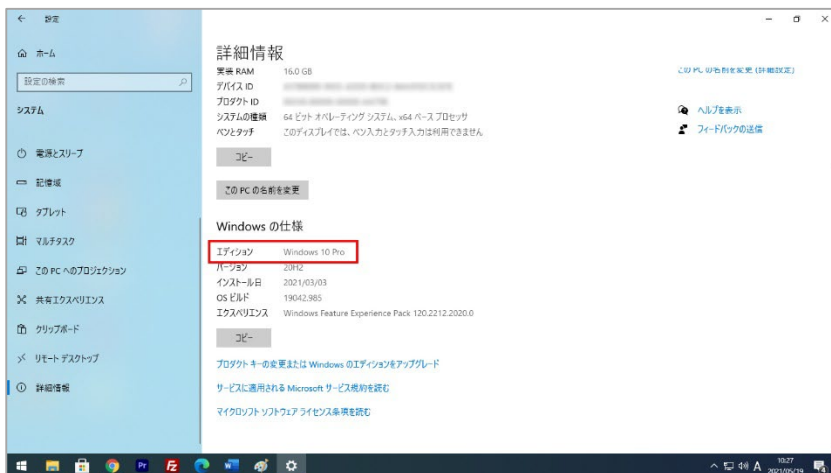 設定
ホーム
設定の検索
システム
電源とスリープ
記憶域
タブレット
マルチタスク
この PC へのプロジェクション
共有エクスペリエンス
クリップボード
リモート デスクトップ
詳細情報
詳細情報
実装 RAM 16.0 GB
デバイス ID
プロダクト ID
システムの種類 64 ビット オペレーティング システム、x64 ベース プロセッサ
ペンとタッチ このディスプレイでは、ペン入力とタッチ入力は利用できません
コピー
この PC の名前を変更
Windows の仕様
エディション Windows 10 Pro
バージョン 20H2
インストール日 2021/03/03
OS ビルド 19042.985
エクスペリエンス Windows Feature Experience Pack 120.2212.2020.0
コピー
プロダクト キーの変更または Windows のエディションをアップグレード
サービスに適用される Microsoft サービス規約を読む
マイクロソフト ソフトウェア ライセンス条項を読む
この PC の名前を変更 (詳細設定)
ヘルプを表示
フィードバックの送信
Pr
A
10:27
2021/05/19